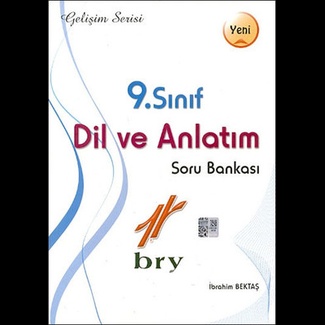 Gelişim Serisi
Yeni
9.Sınıf
Dil ve Anlatım
Soru Bankası
bry
İbrahim BEKTAŞ